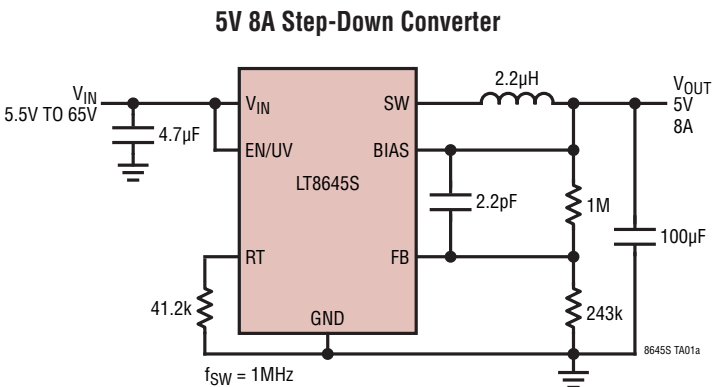 5V 8A Step-Down Converter
VIN
5.5V TO 65V
4.7µF
VIN
EN/UV
RT
LT8645S
GND
SW
BIAS
FB
2.2µH
2.2pF
1M
243k
100µF
VOUT
5V
8A
41.2k
fSW = 1MHz
8645S TA01a